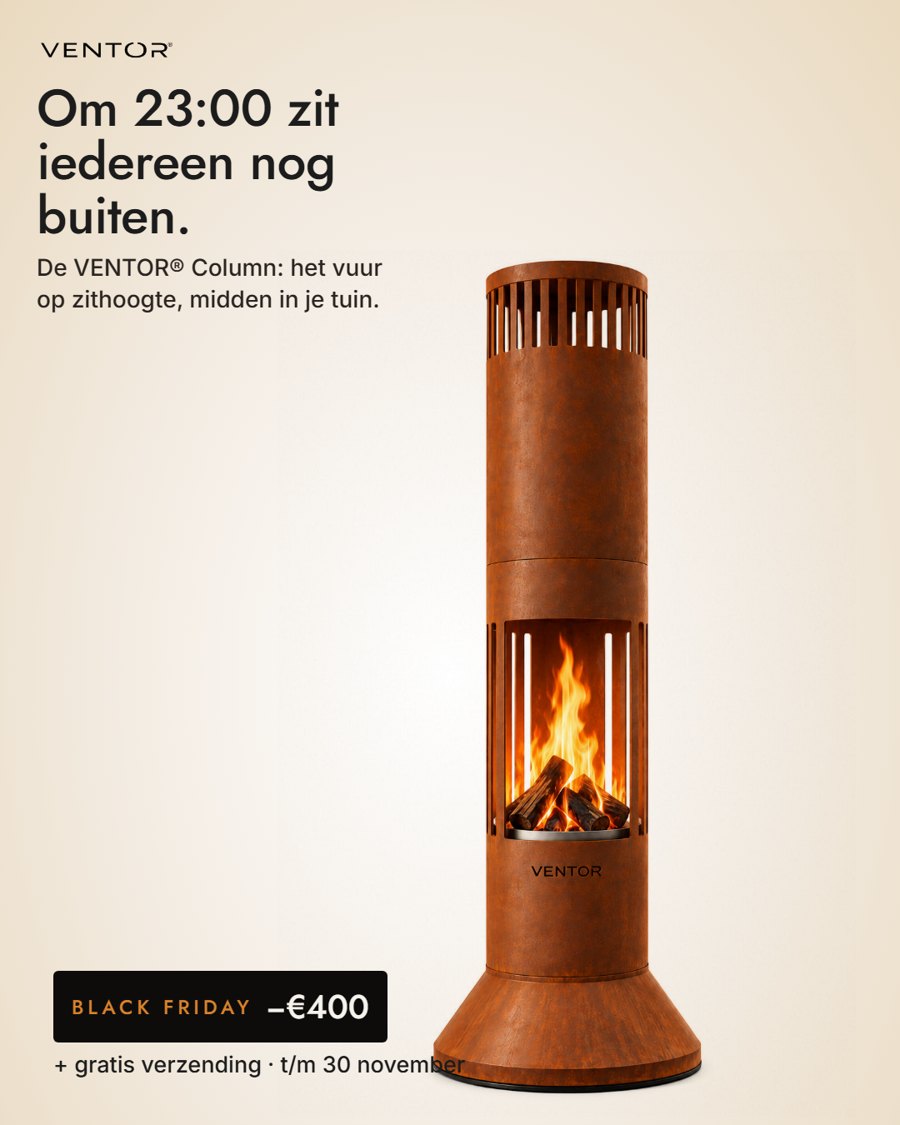 VENTOR®
Om 23:00 zit
iedereen nog
buiten.
De VENTOR® Column: het vuur
op zithoogte, midden in je tuin.
VENTOR
BLACK FRIDAY –€400
+ gratis verzending · t/m 30 november